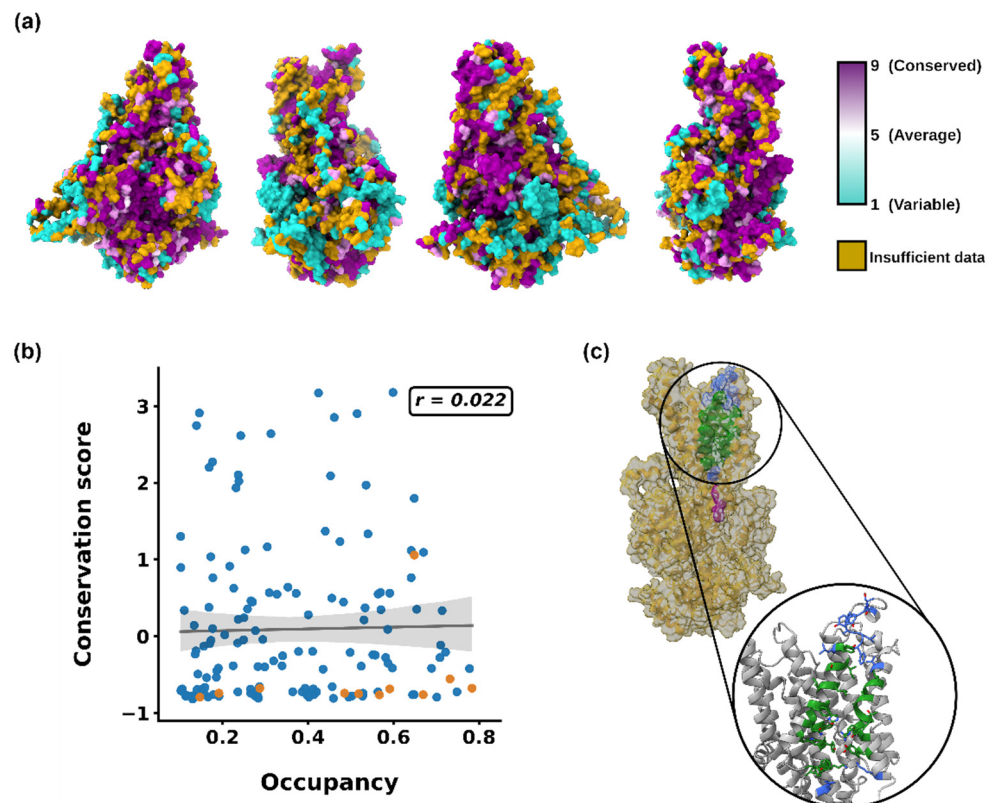 (a)
9 (Conserved)
5 (Average)
1 (Variable)
Insufficient data
(b)
Conservation score
3
2
1
0
−1
r = 0.022
0.2 0.4 0.6 0.8
Occupancy
(c)